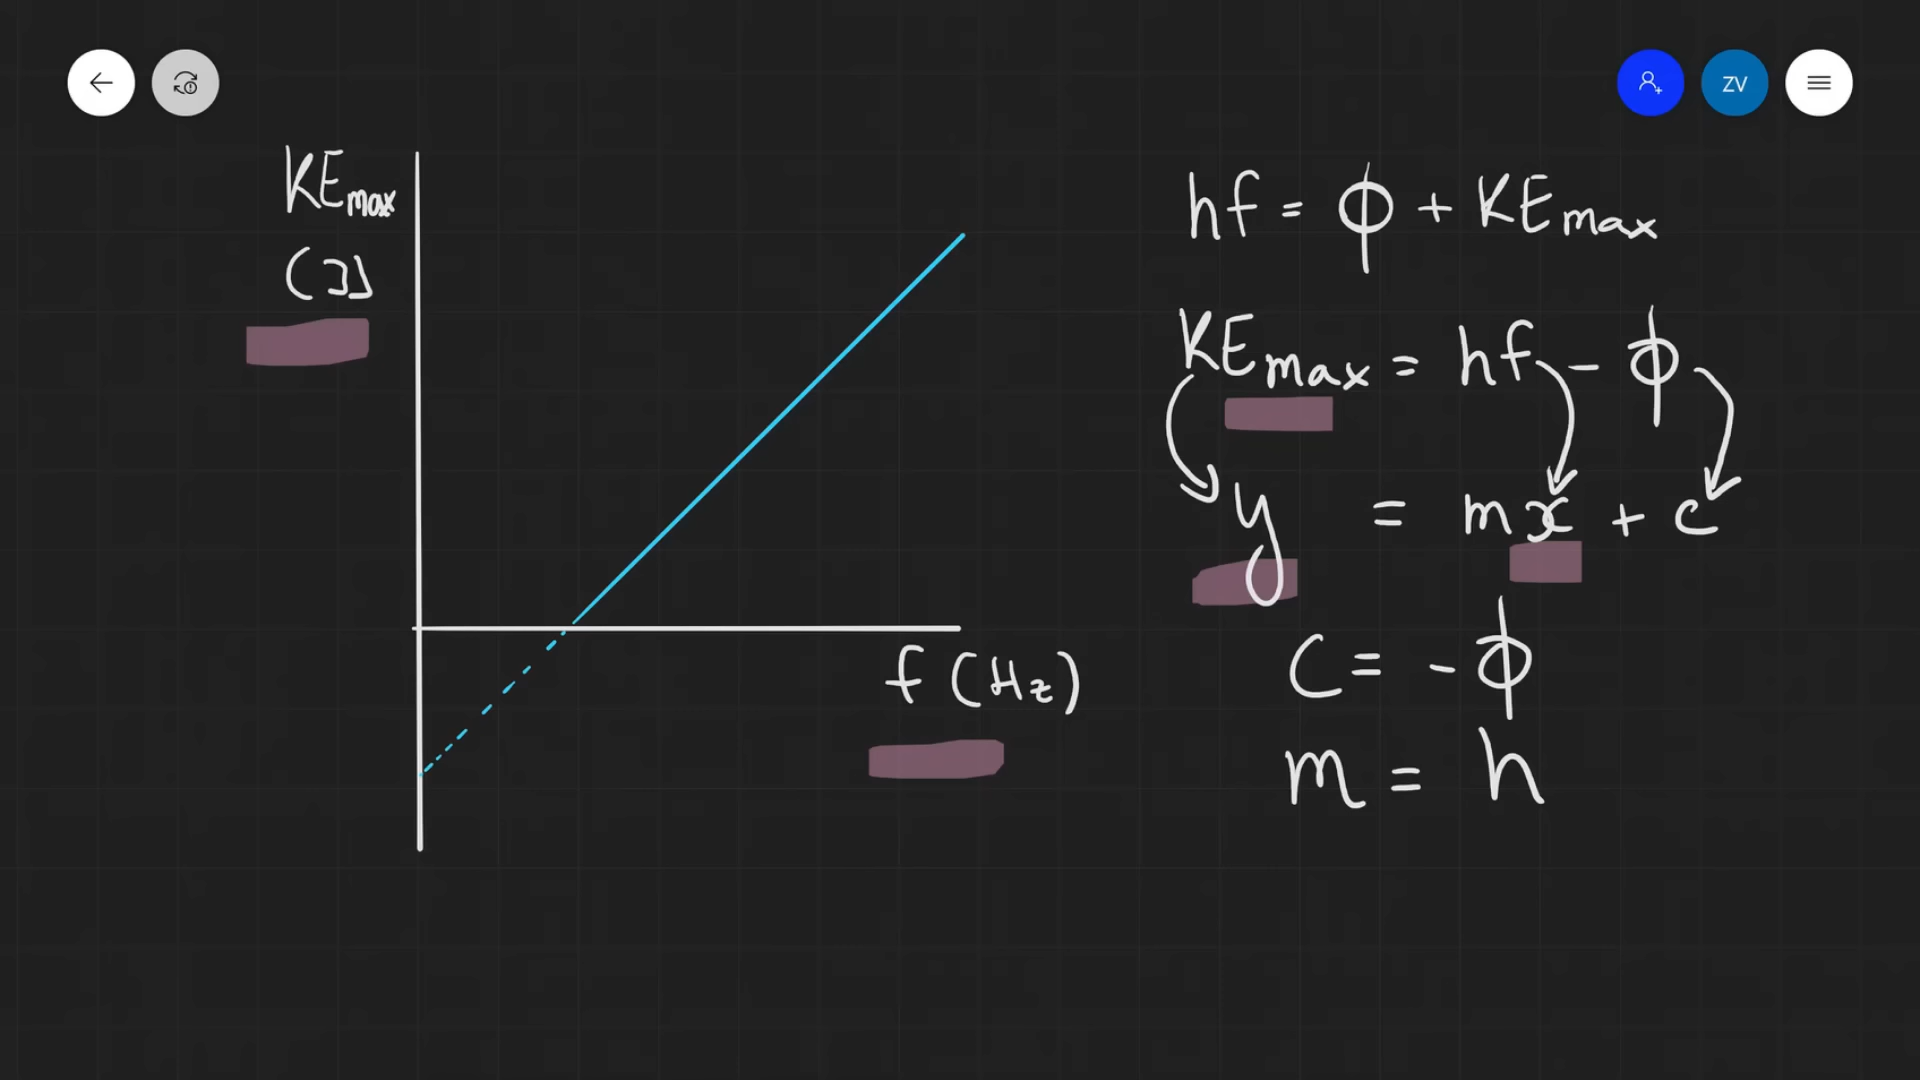 ZV
KEmax
(J)
f (Hz)
hf = ϕ + KEmax
KEmax = hf - ϕ
y = mx + c
C = - ϕ
m = h